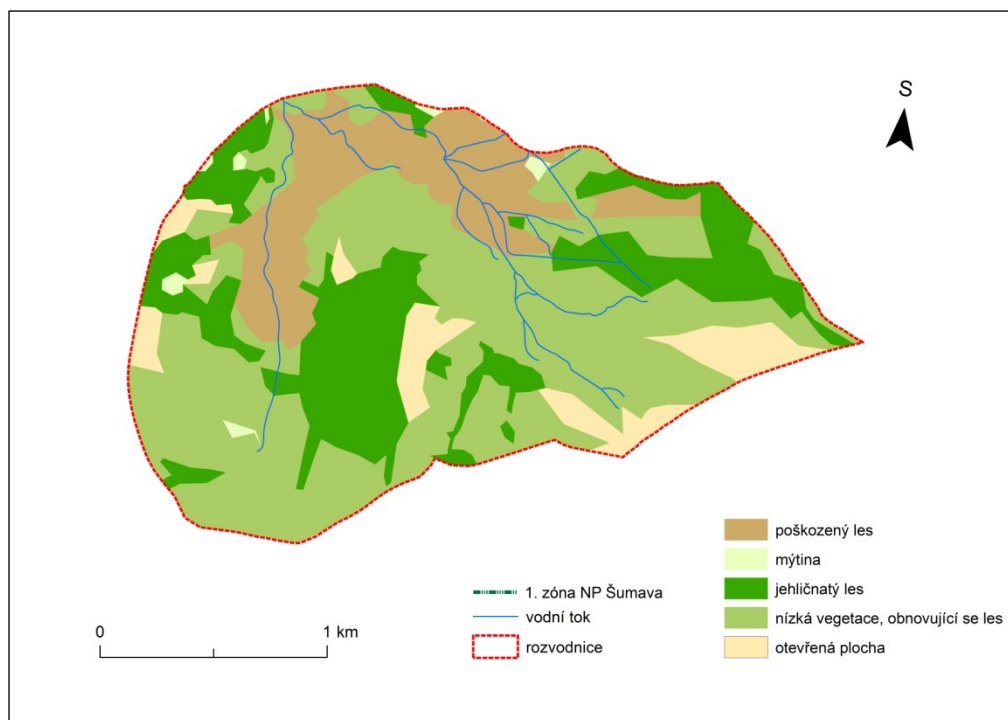 S
poškozený les
mýtina
1. zóna NP Šumava
jehličnatý les
vodní tok
nízká vegetace, obnovující se les
0
1 km
rozvodnice
otevřená plocha